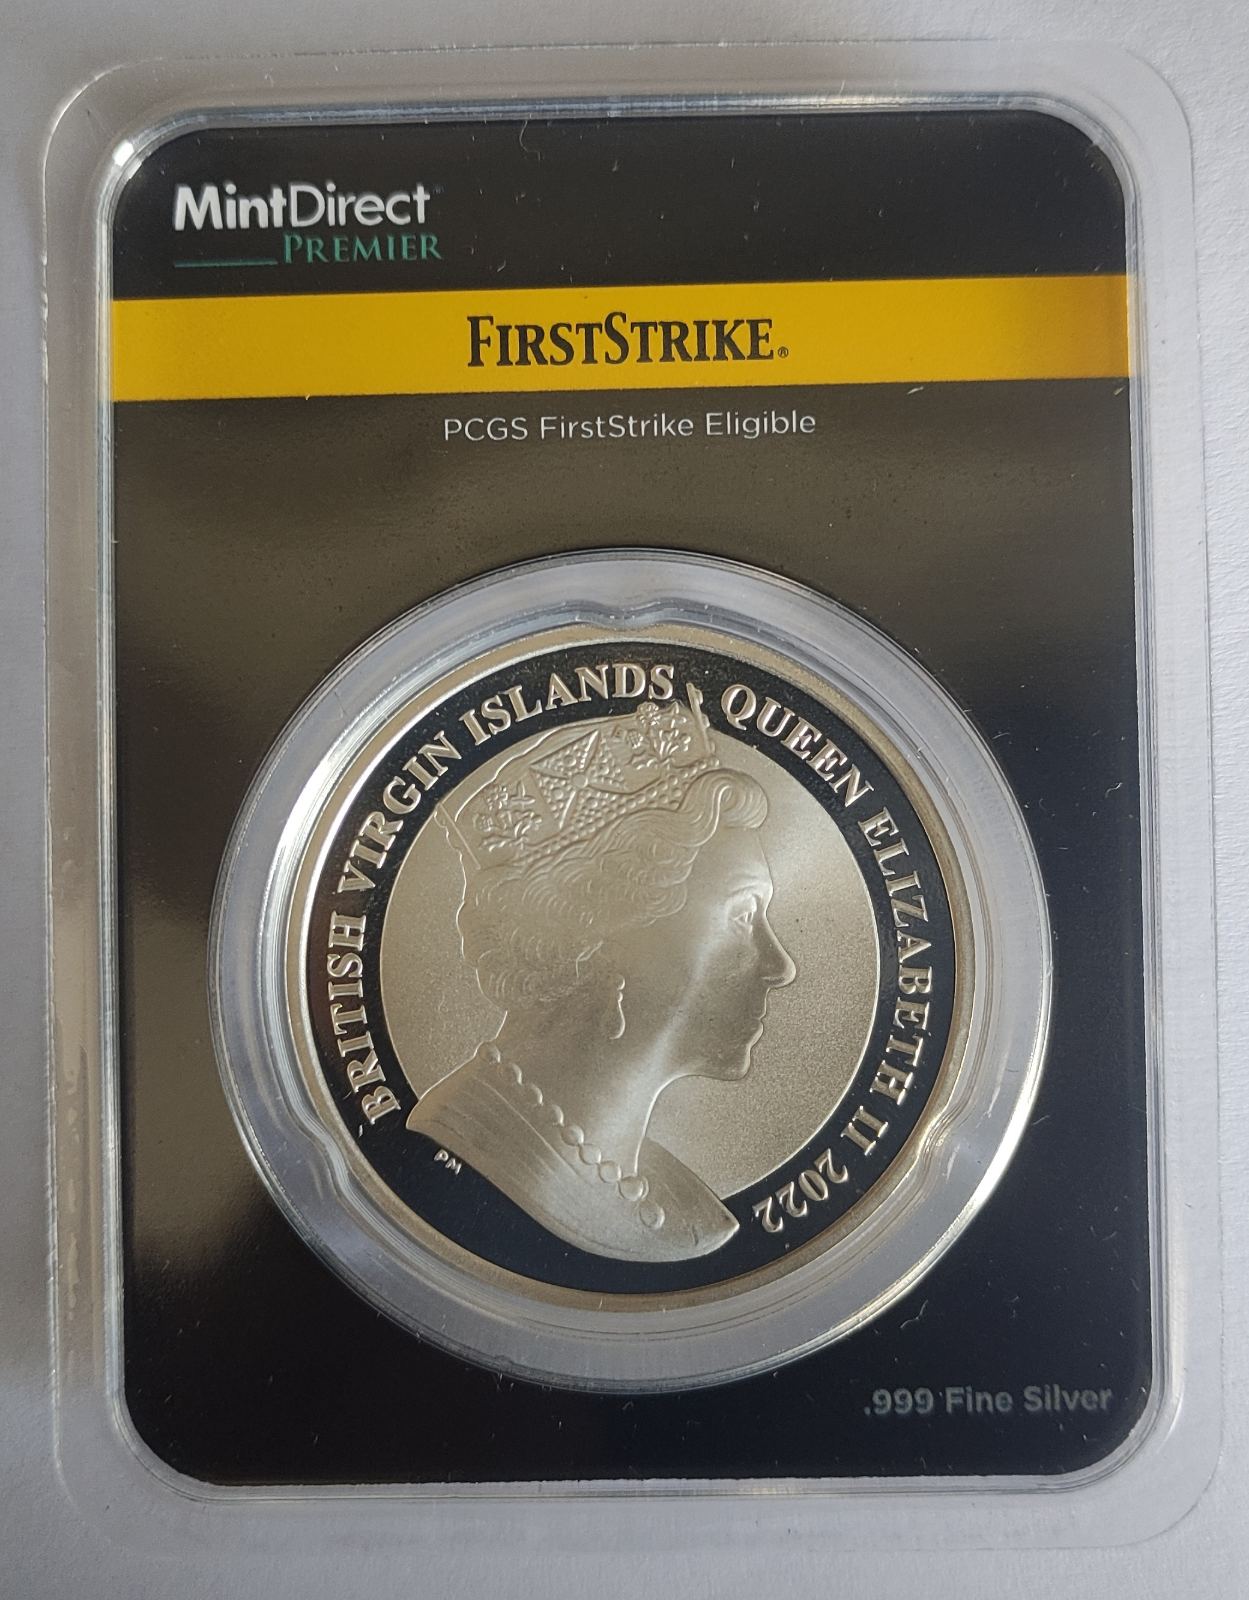 MintDirect®
PREMIER
FIRSTSTRIKE®
PCGS FirstStrike Eligible
BRITISH VIRGIN ISLANDS QUEEN ELIZABETH II 2022
PM
.999 Fine Silver